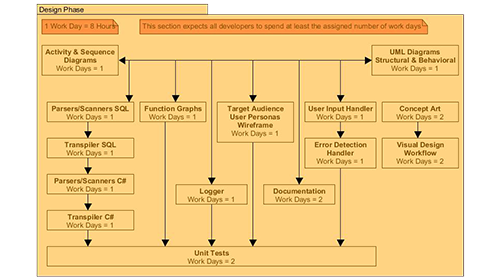 Design Phase
1 Work Day = 8 Hours
This section expects all developers to spend at least the assigned number of work days
Activity & Sequence
Diagrams
Work Days = 1
UML Diagrams
Structural & Behavioral
Work Days = 1
Parsers/Scanners SQL
Work Days = 1
Function Graphs
Work Days = 1
Target Audience
User Personas
Wireframe
Work Days = 1
User Input Handler
Work Days = 1
Concept Art
Work Days = 2
Transpiler SQL
Work Days = 1
Error Detection
Handler
Work Days = 1
Visual Design
Workflow
Work Days = 2
Parsers/Scanners C#
Work Days = 1
Logger
Work Days = 1
Documentation
Work Days = 2
Transpiler C#
Work Days = 1
Unit Tests
Work Days = 2